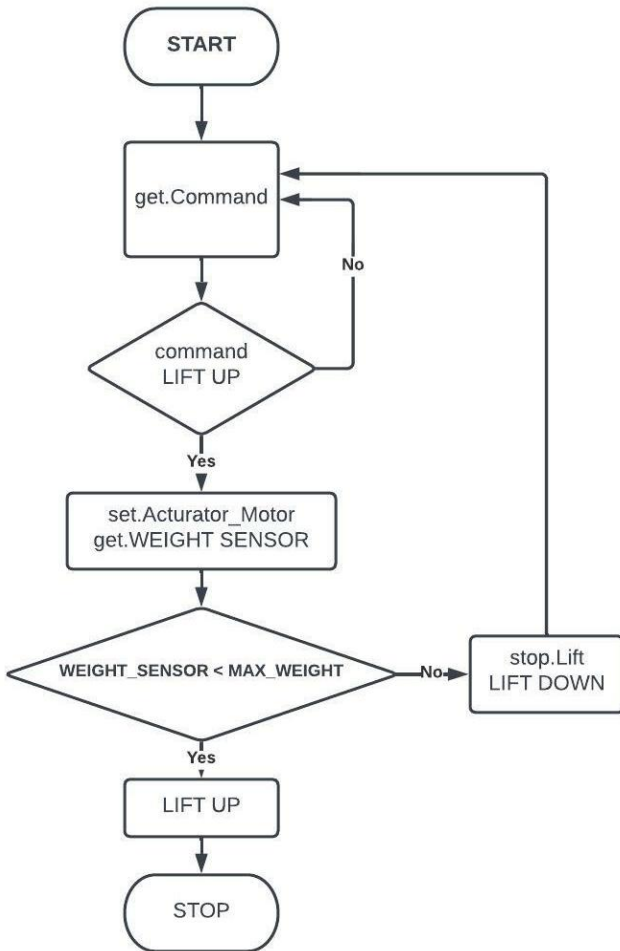 START
get.Command
No
command
LIFT UP
Yes
set.Acturator_Motor
get.WEIGHT SENSOR
WEIGHT_SENSOR < MAX_WEIGHT
No
stop.Lift
LIFT DOWN
Yes
LIFT UP
STOP